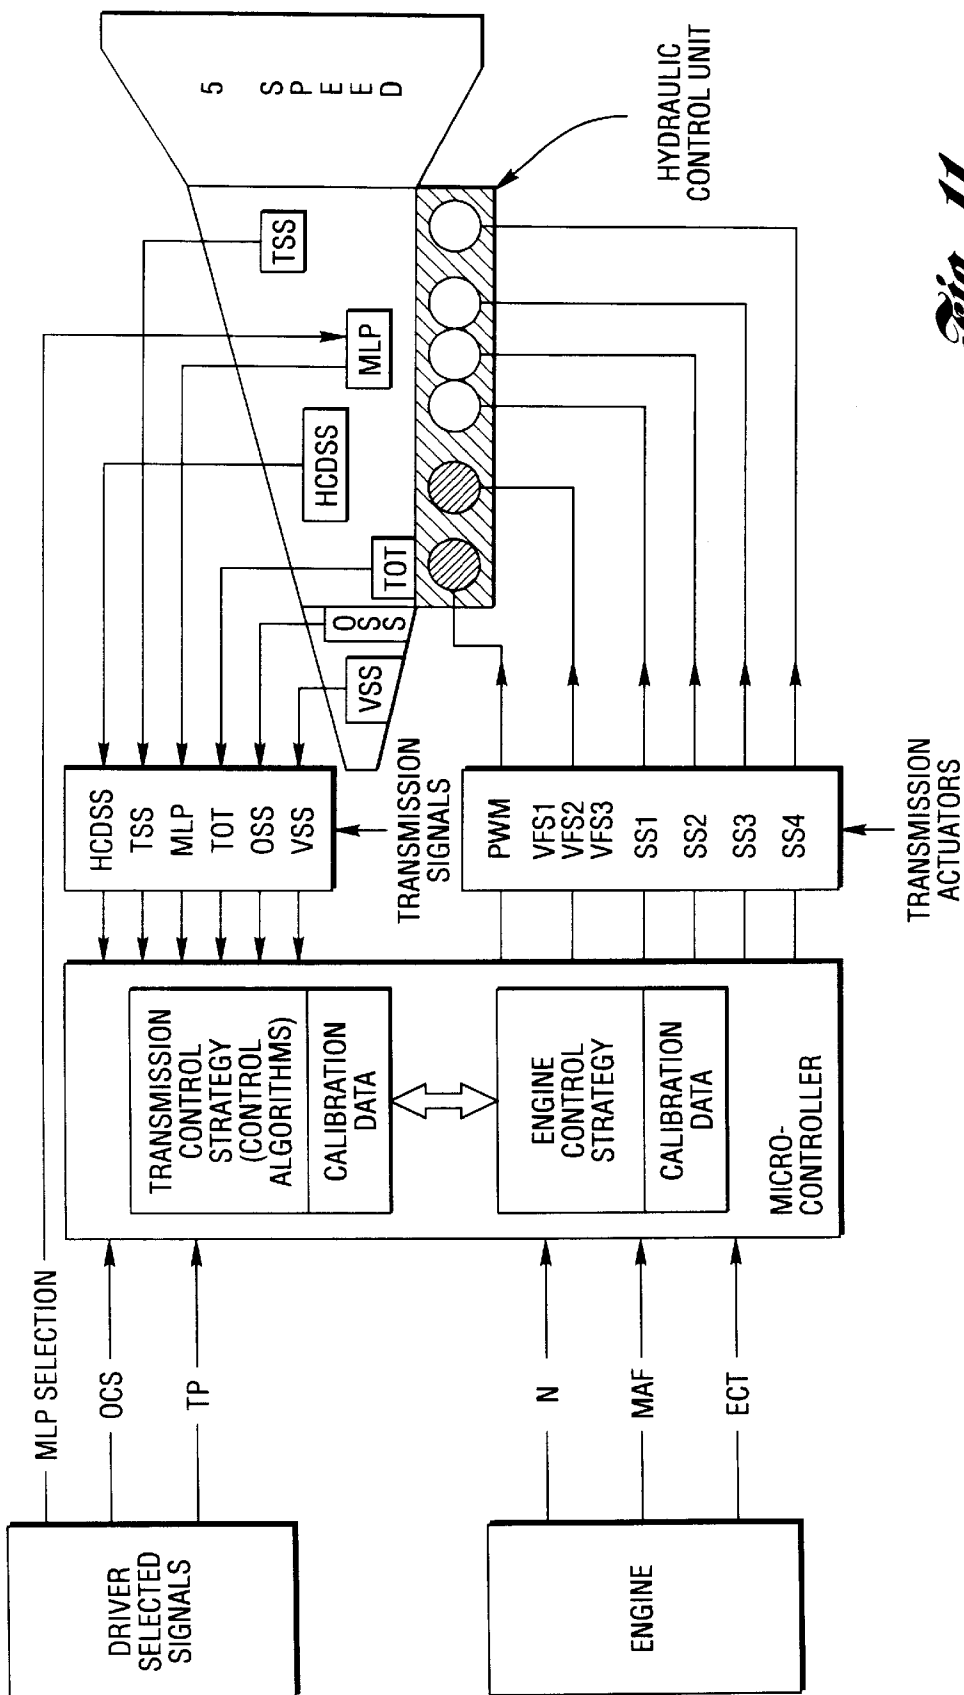 DRIVER
SELECTED
SIGNALS
MLP SELECTION
OCS
TP
ENGINE
N
MAF
ECT
TRANSMISSION
CONTROL
STRATEGY
(CONTROL
ALGORITHMS)
CALIBRATION
DATA
ENGINE
CONTROL
STRATEGY
CALIBRATION
DATA
MICRO-
CONTROLLER
HCDSS
TSS
MLP
TOT
OSS
VSS
TRANSMISSION
SIGNALS
PWM
VFS1
VFS2
VFS3
SS1
SS2
SS3
SS4
TRANSMISSION
ACTUATORS
VSS
OSS
TOT
HCDSS
MLP
TSS
5
SPEED
HYDRAULIC
CONTROL UNIT
Fig. 11